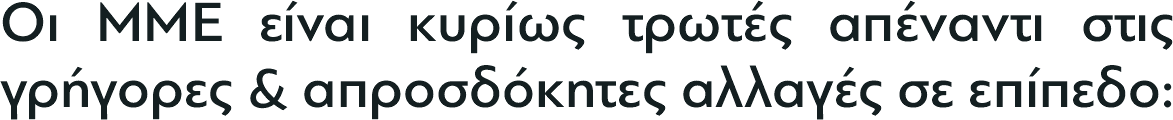 Οι ΜΜΕ είναι κυρίως τρωτές απέναντι στις
γρήγορες & απροσδόκητες αλλαγές σε επίπεδο: